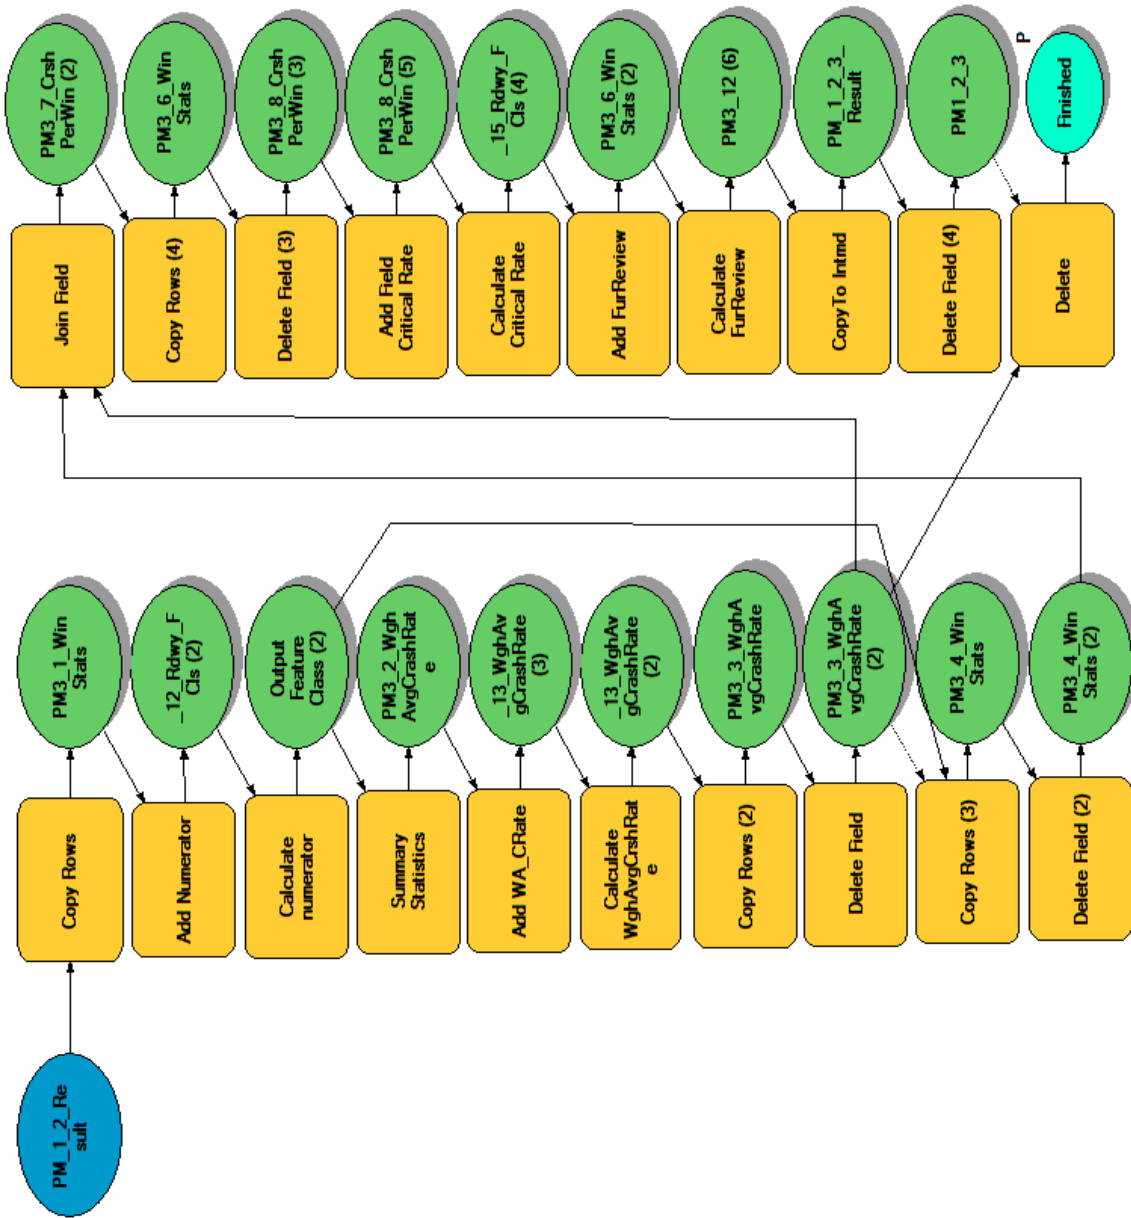 PM_1_2_Re
sult
Copy Rows
PM3_1_Win
Stats
Add Numerator
_12_Rdwy_F
Cls (2)
Calculate
numerator
Output
Feature
Class (2)
Summary
Statistics
PM3_2_Wgh
AvgCrashRat
e
Add WA_CRate
_13_WghAv
gCrashRate
(3)
Calculate
WghAvgCrshRat
e
_13_WghAv
gCrashRate
(2)
Copy Rows (2)
PM3_3_WghA
vgCrashRate
Delete Field
PM3_3_WghA
vgCrashRate
(2)
Copy Rows (3)
PM3_4_Win
Stats
Delete Field (2)
PM3_4_Win
Stats (2)
Join Field
PM3_7_Crsh
PerWin (2)
Copy Rows (4)
PM3_6_Win
Stats
Delete Field (3)
PM3_8_Crsh
PerWin (3)
Add Field
Critical Rate
PM3_8_Crsh
PerWin (5)
Calculate
Critical Rate
_15_Rdwy_F
Cls (4)
Add FurReview
PM3_6_Win
Stats (2)
Calculate
FurReview
PM3_12 (6)
CopyTo Intmd
PM_1_2_3_
Result
Delete Field (4)
PM1_2_3
Delete
Finished
P